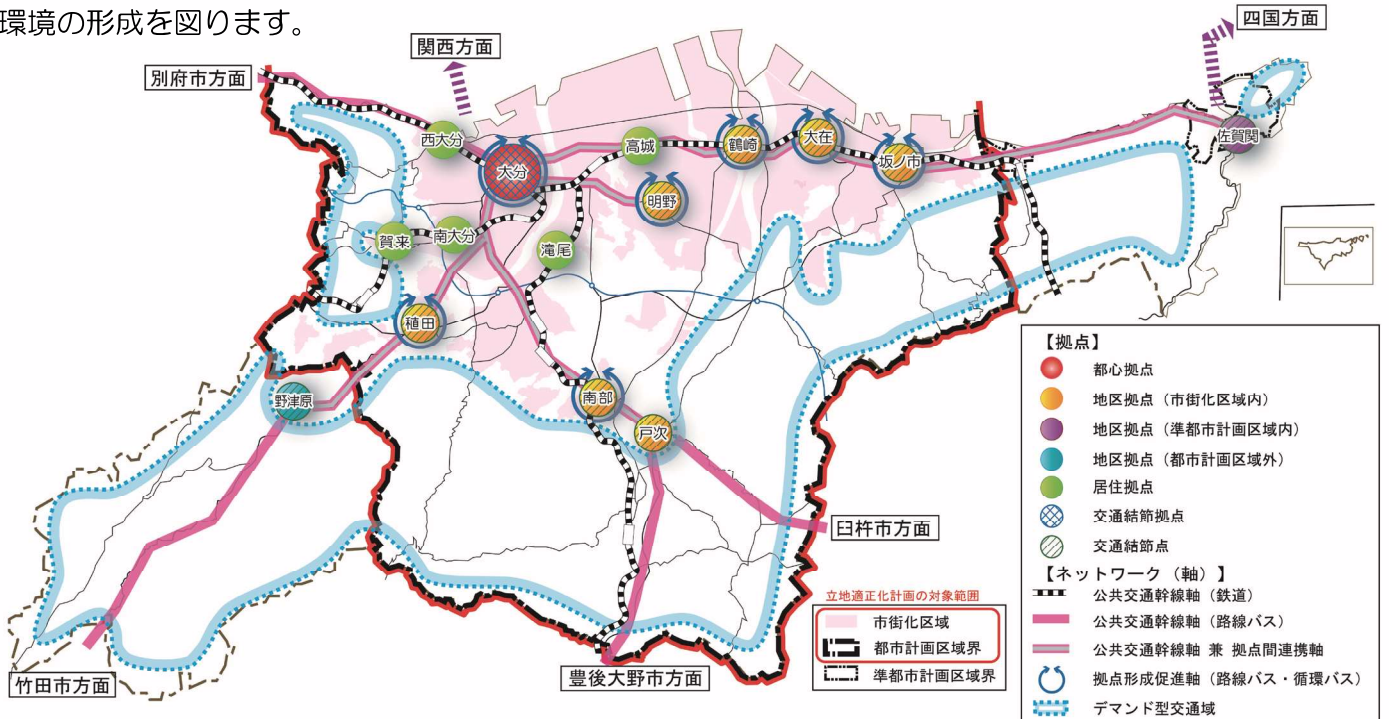 環境の形成を図ります。
四国方面
関西方面
別府市方面
西大分
大分
高城
鶴崎
大在
坂ノ市
佐賀関
明野
賀来
南大分
滝尾
稙田
野津原
南部
戸次
臼杵市方面
豊後大野市方面
竹田市方面
立地適正化計画の対象範囲
市街化区域
都市計画区域界
準都市計画区域界
【拠点】
都心拠点
地区拠点（市街化区域内）
地区拠点（準都市計画区域内）
地区拠点（都市計画区域外）
居住拠点
交通結節拠点
交通結節点
【ネットワーク（軸）】
公共交通幹線軸（鉄道）
公共交通幹線軸（路線バス）
公共交通幹線軸 兼 拠点間連携軸
拠点形成促進軸（路線バス・循環バス）
デマンド型交通域